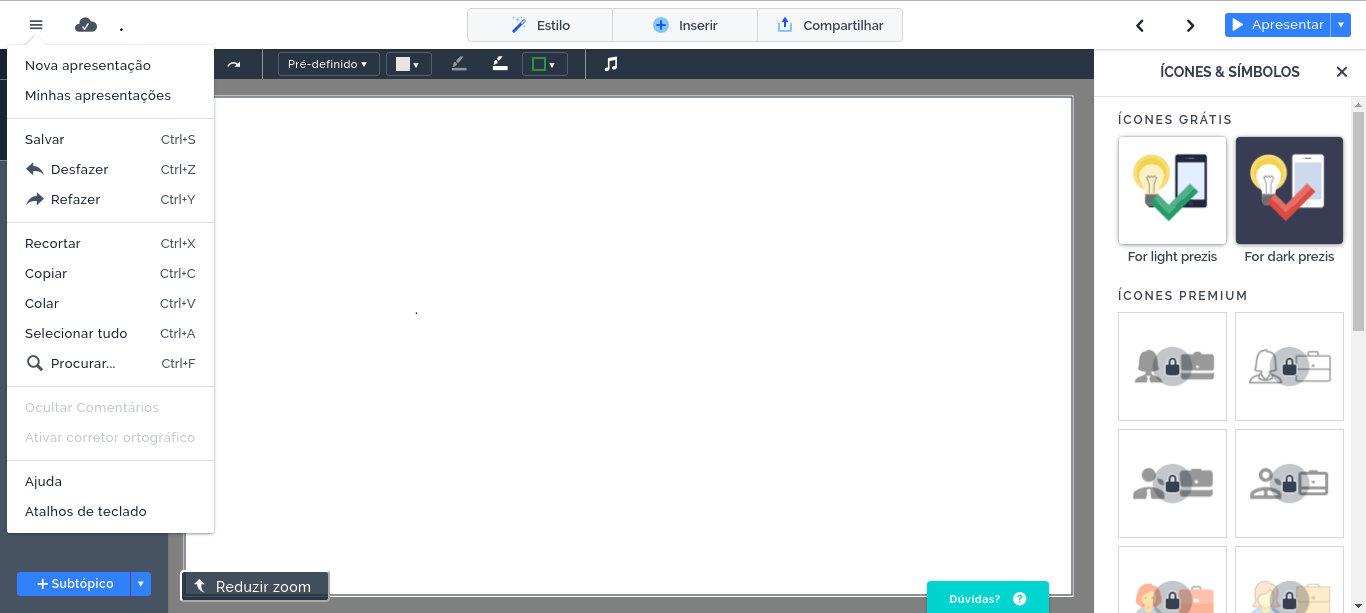 .
Estilo
Inserir
Compartilhar
Apresentar
Nova apresentação
Minhas apresentações
Salvar Ctrl+S
Desfazer Ctrl+Z
Refazer Ctrl+Y
Recortar Ctrl+X
Copiar Ctrl+C
Colar Ctrl+V
Selecionar tudo Ctrl+A
Procurar... Ctrl+F
Ocultar Comentários
Ativar corretor ortográfico
Ajuda
Atalhos de teclado
+ Subtópico
Pré-definido
.
Reduzir zoom
Dúvidas? ?
ÍCONES & SÍMBOLOS
ÍCONES GRÁTIS
For light prezis
For dark prezis
ÍCONES PREMIUM